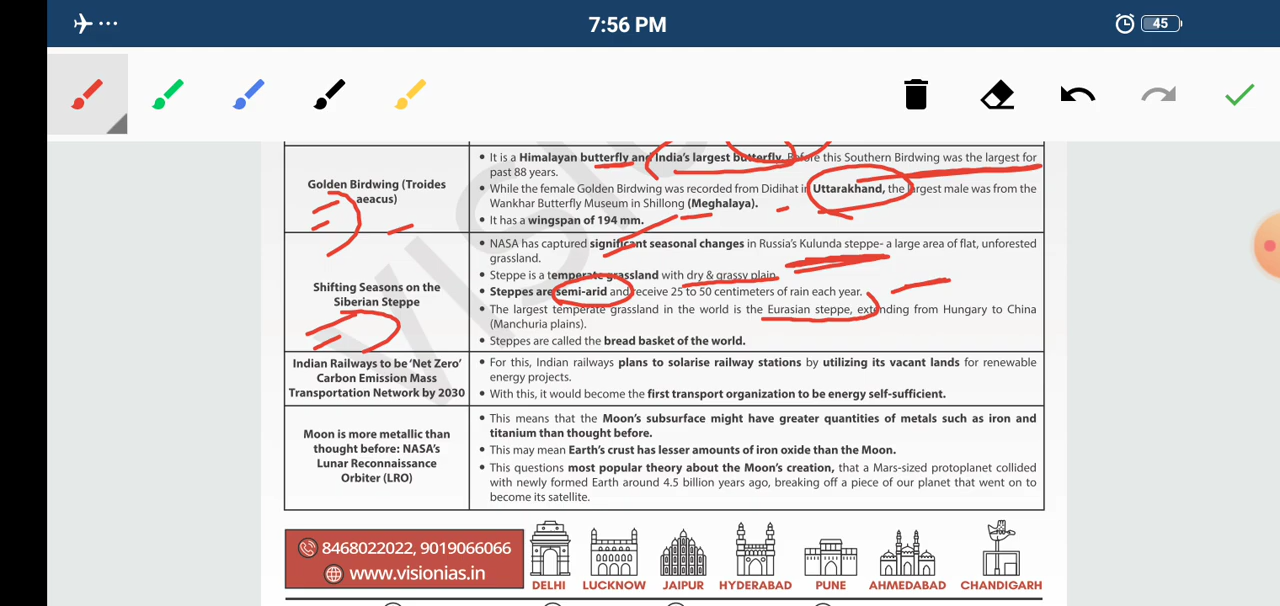 7:56 PM
45
• It is a Himalayan butterfly and India's largest butterfly. Before this Southern Birdwing was the largest for
past 88 years.
Golden Birdwing (Troides
aeacus)
• While the female Golden Birdwing was recorded from Didihat in Uttarakhand, the largest male was from the
Wankhar Butterfly Museum in Shillong (Meghalaya).
• It has a wingspan of 194 mm.
Shifting Seasons on the
Siberian Steppe
• NASA has captured significant seasonal changes in Russia's Kulunda steppe- a large area of flat, unforested
grassland.
• Steppe is a temperate grassland with dry & grassy plain.
• Steppes are semi-arid and receive 25 to 50 centimeters of rain each year.
• The largest temperate grassland in the world is the Eurasian steppe, extending from Hungary to China
(Manchuria plains).
• Steppes are called the bread basket of the world.
Indian Railways to be 'Net Zero'
Carbon Emission Mass
Transportation Network by 2030
• For this, Indian railways plans to solarise railway stations by utilizing its vacant lands for renewable
energy projects.
• With this, it would become the first transport organization to be energy self-sufficient.
Moon is more metallic than
thought before: NASA's
Lunar Reconnaissance
Orbiter (LRO)
• This means that the Moon's subsurface might have greater quantities of metals such as iron and
titanium than thought before.
• This may mean Earth's crust has lesser amounts of iron oxide than the Moon.
• This questions most popular theory about the Moon's creation, that a Mars-sized protoplanet collided
with newly formed Earth around 4.5 billion years ago, breaking off a piece of our planet that went on to
become its satellite.
8468022022, 9019066066
www.visionias.in
DELHI LUCKNOW JAIPUR HYDERABAD PUNE AHMEDABAD CHANDIGARH